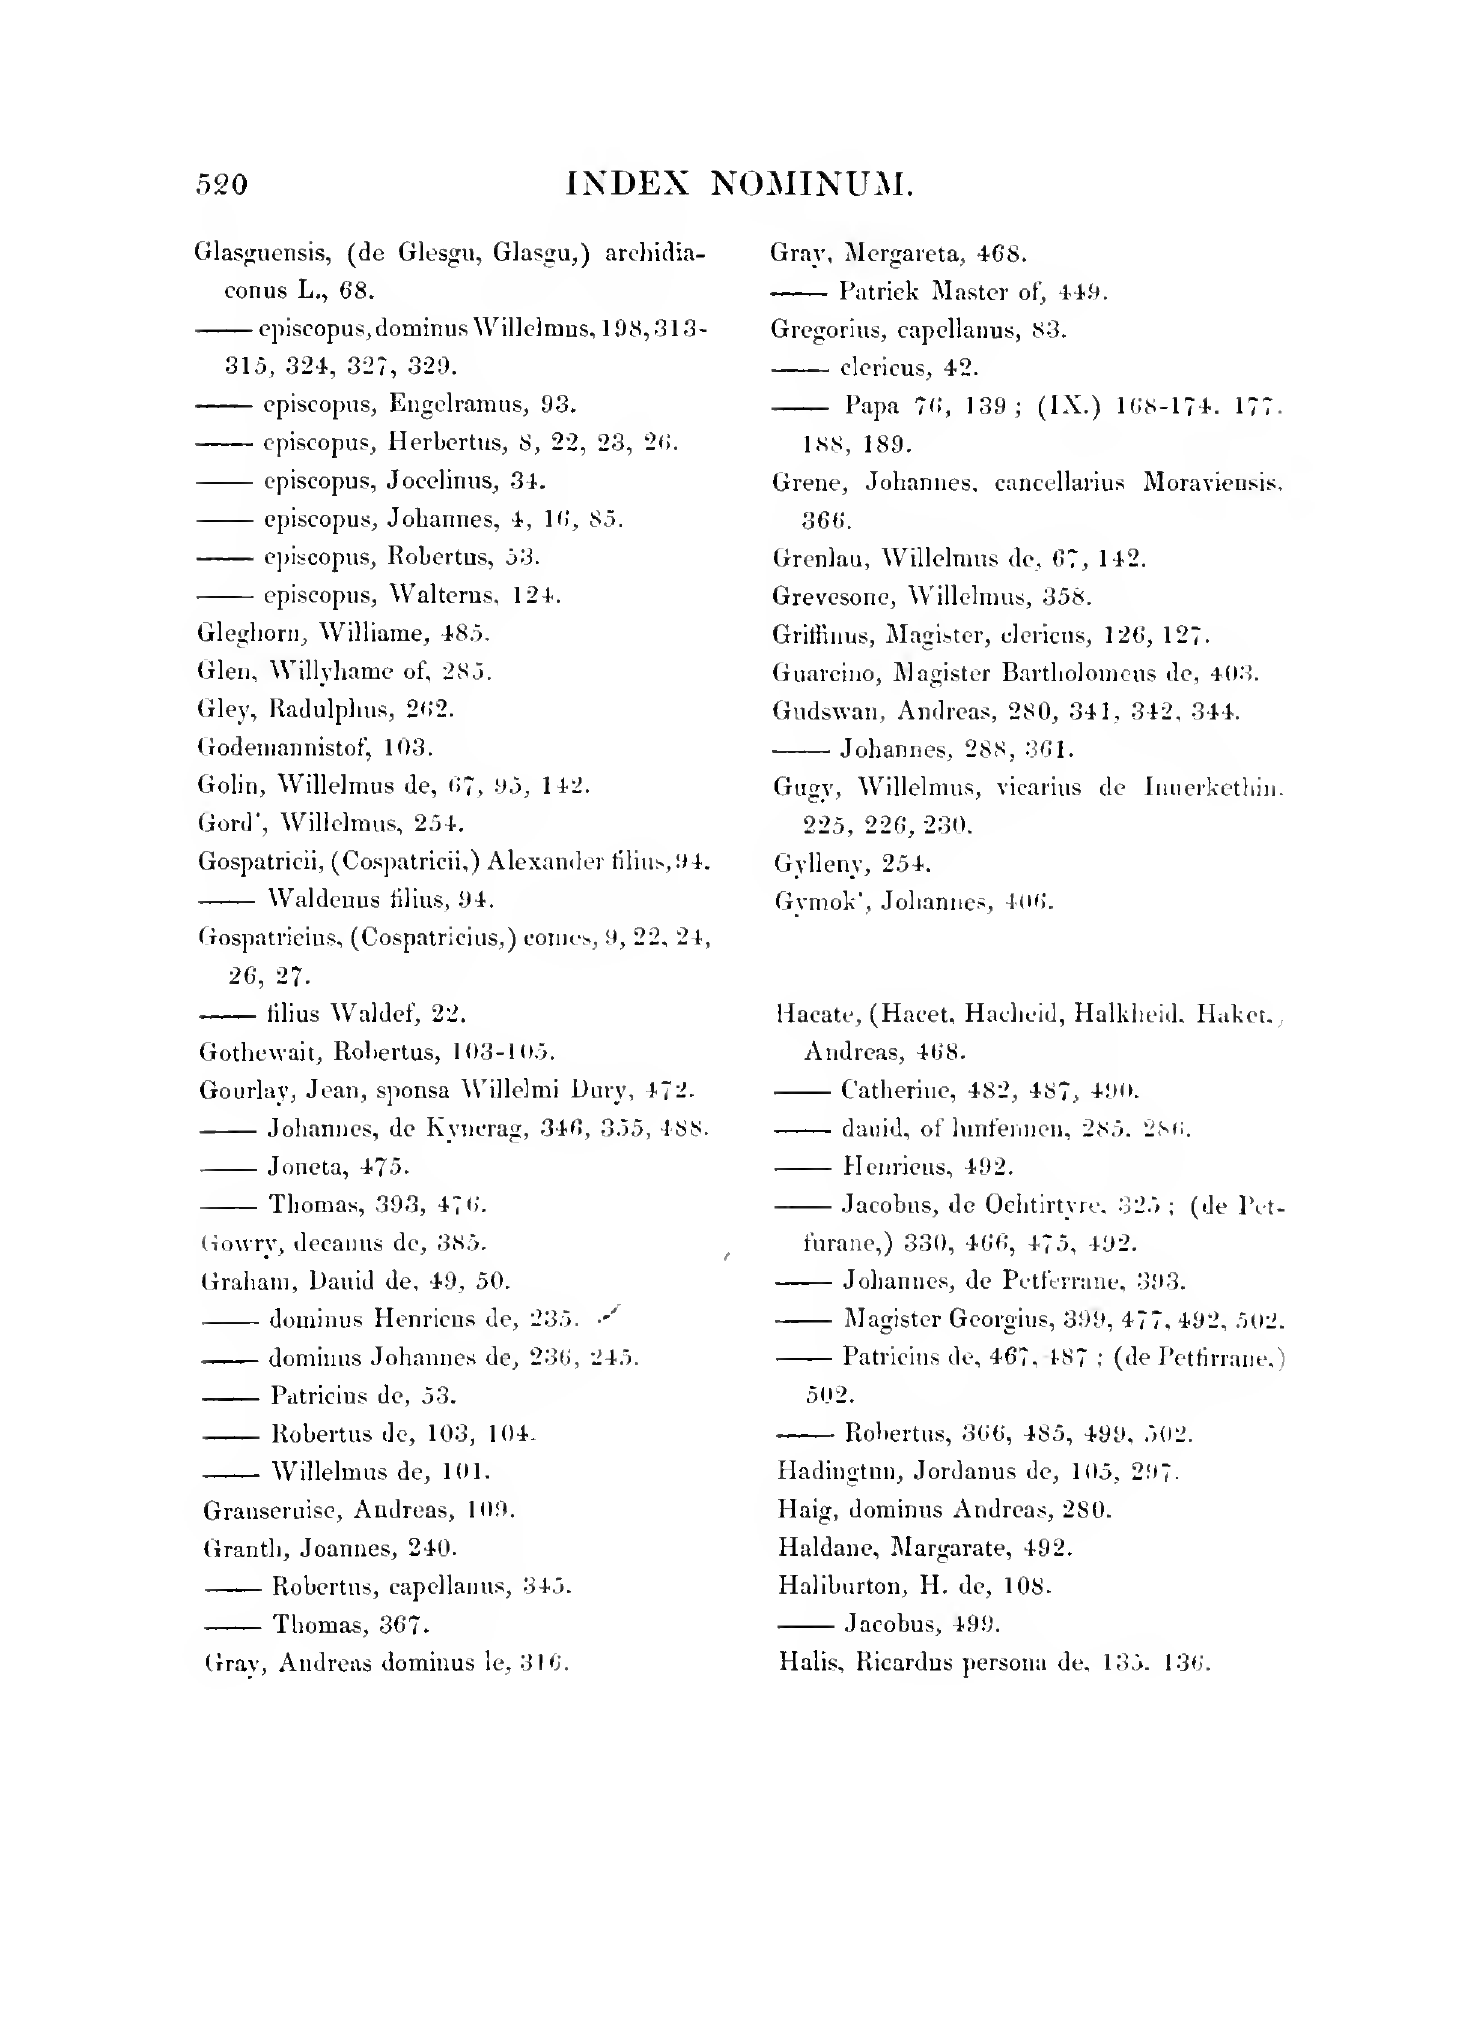 520 INDEX NOMINUM.
Glasguensis, (de Glesgu, Glasgu,) archidia-
conus L., 68.
—— episcopus, dominus Willelmus, 198, 313-
315, 324, 327, 329.
—— episcopus, Engelramus, 93.
—— episcopus, Herbertus, 8, 22, 23, 26.
—— episcopus, Jocelinus, 34.
—— episcopus, Johannes, 4, 16, 85.
—— episcopus, Robertus, 53.
—— episcopus, Walterus, 124.
Gleghorn, Williame, 485.
Glen, Willyhame of, 285.
Gley, Radulphus, 262.
Godemannistof, 103.
Golin, Willelmus de, 67, 95, 142.
Gord', Willelmus, 254.
Gospatricii, (Cospatricii,) Alexander filius, 94.
—— Waldenus filius, 94.
Gospatricius, (Cospatricius,) comes, 9, 22, 24,
26, 27.
—— filius Waldef, 22.
Gothewait, Robertus, 103-105.
Gourlay, Jean, sponsa Willelmi Dury, 472.
—— Johannes, de Kyncrag, 346, 355, 488.
—— Joneta, 475.
—— Thomas, 393, 476.
Gowry, decanus de, 385.
Graham, Dauid de, 49, 50.
—— dominus Henricus de, 235.
—— dominus Johannes de, 236, 245.
—— Patricius de, 53.
—— Robertus de, 103, 104.
—— Willelmus de, 101.
Granseruise, Andreas, 109.
Granth, Joannes, 240.
—— Robertus, capellanus, 345.
—— Thomas, 367.
Gray, Andreas dominus le, 316.
Gray, Mergareta, 468.
—— Patrick Master of, 449.
Gregorius, capellanus, 83.
—— clericus, 42.
—— Papa 76, 139; (IX.) 168-174. 177.
188, 189.
Grene, Johannes, cancellarius Moraviensis,
366.
Grenlau, Willelmus de, 67, 142.
Grevesone, Willelmus, 358.
Griffinus, Magister, clericus, 126, 127.
Guarcino, Magister Bartholomeus de, 403.
Gudswan, Andreas, 280, 341, 342, 344.
—— Johannes, 288, 361.
Gugy, Willelmus, vicarius de Innerkethin.
225, 226, 230.
Gylleny, 254.
Gymok', Johannes, 406.
Hacate, (Hacet, Hacheid, Halkheid, Haket.,
Andreas, 468.
—— Catherine, 482, 487, 490.
—— dauid, of lunfermen, 285. 286.
—— Henricus, 492.
—— Jacobus, de Ochtirtyre, 325; (de Pet-
furane,) 330, 466, 475, 492.
—— Johannes, de Petferrane, 393.
—— Magister Georgius, 399, 477, 492, 502.
—— Patricius de, 467, 487; (de Petfirrane,)
502.
—— Robertus, 366, 485, 499, 502.
Hadingtun, Jordanus de, 105, 297.
Haig, dominus Andreas, 280.
Haldane, Margarate, 492.
Haliburton, H. de, 108.
—— Jacobus, 499.
Halis, Ricardus persona de, 135. 136.